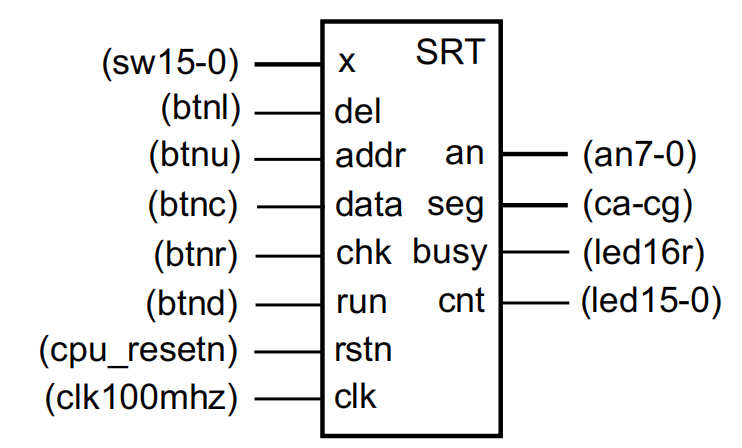 SRT
(sw15-0) x
(btnl) del
(btnu) addr an (an7-0)
(btnc) data seg (ca-cg)
(btnr) chk busy (led16r)
(btnd) run cnt (led15-0)
(cpu_resetn) rstn
(clk100mhz) clk